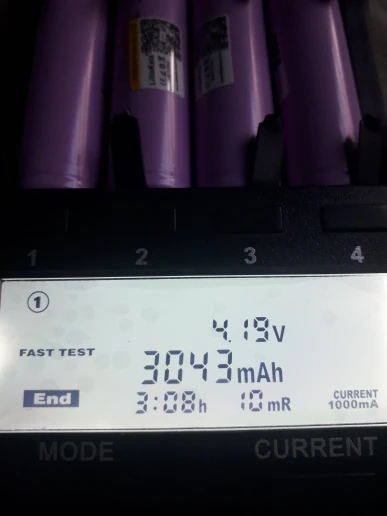 1 2 3 4
1
4.19V
FAST TEST
3043mAh
End 3:08h 10mR CURRENT
1000mA
MODE CURRENT